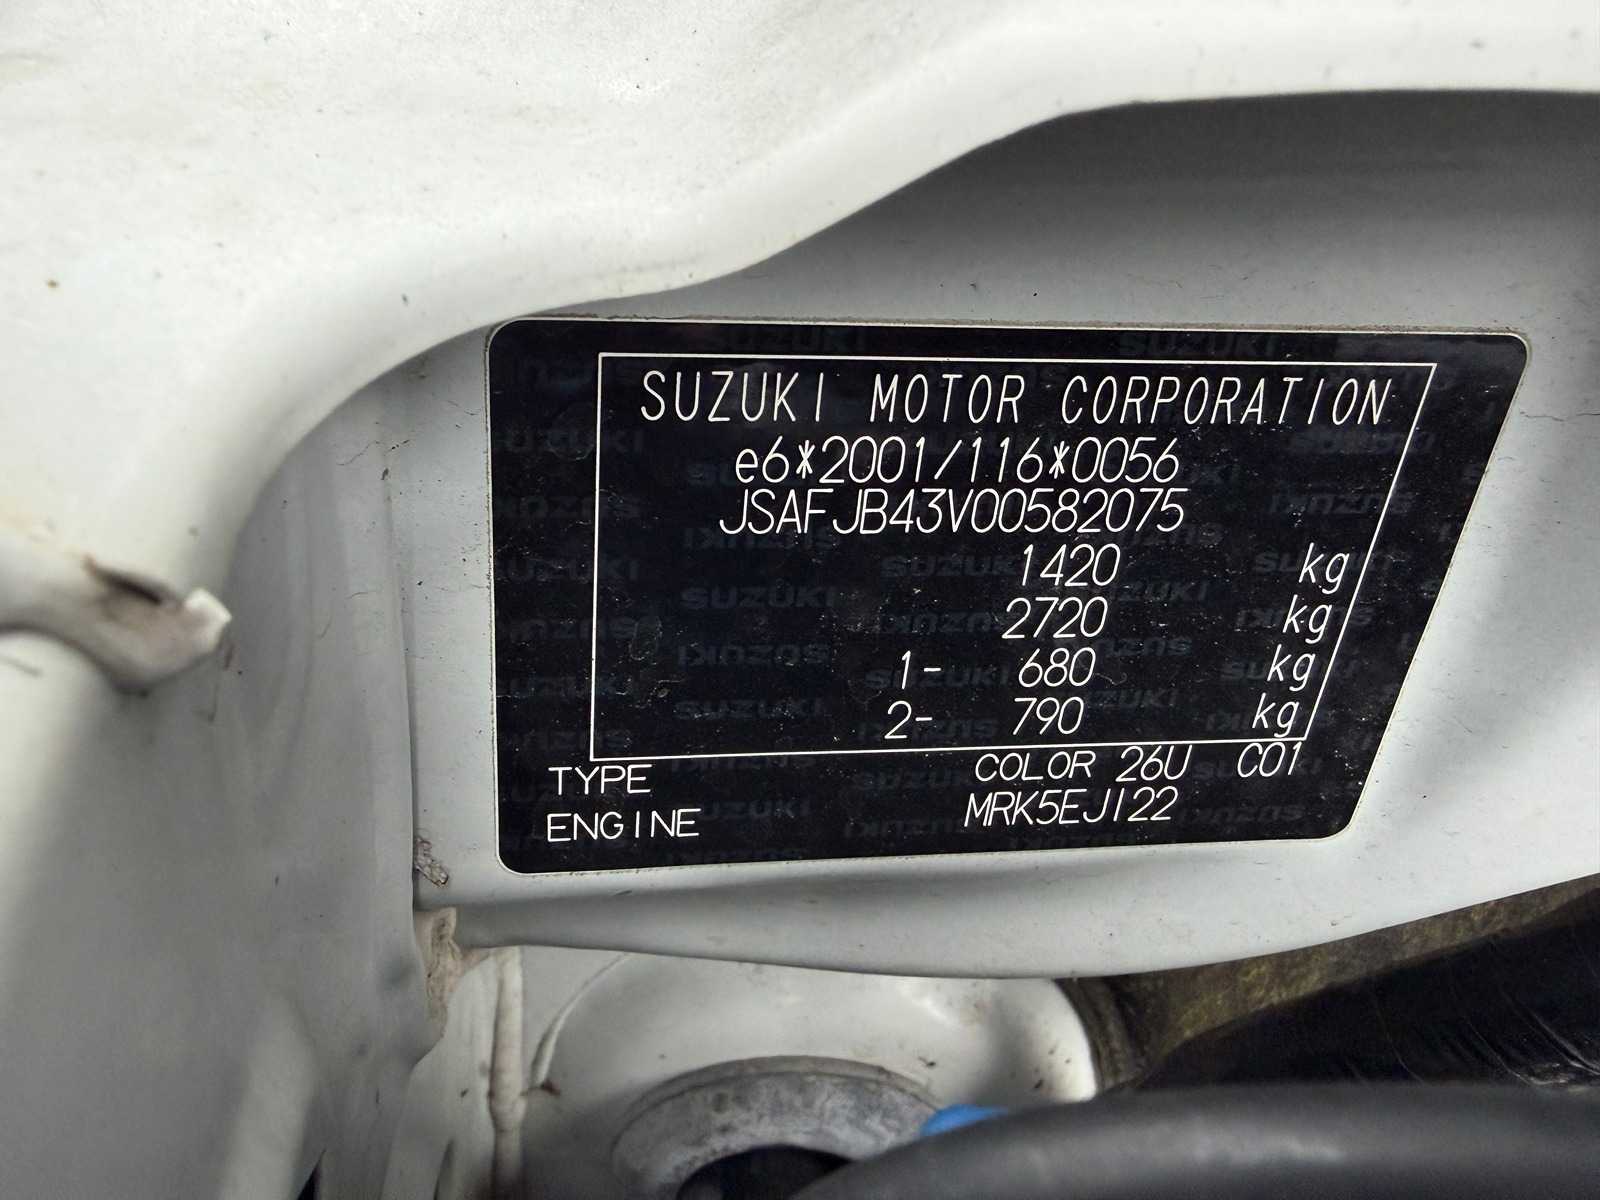 SUZUKI MOTOR CORPORATION
e6*2001/116*0056
JSAFJB43V00582075
1420 kg
2720 kg
1- 680 kg
2- 790 kg
TYPE COLOR 26U C01
ENGINE MRK5EJ122